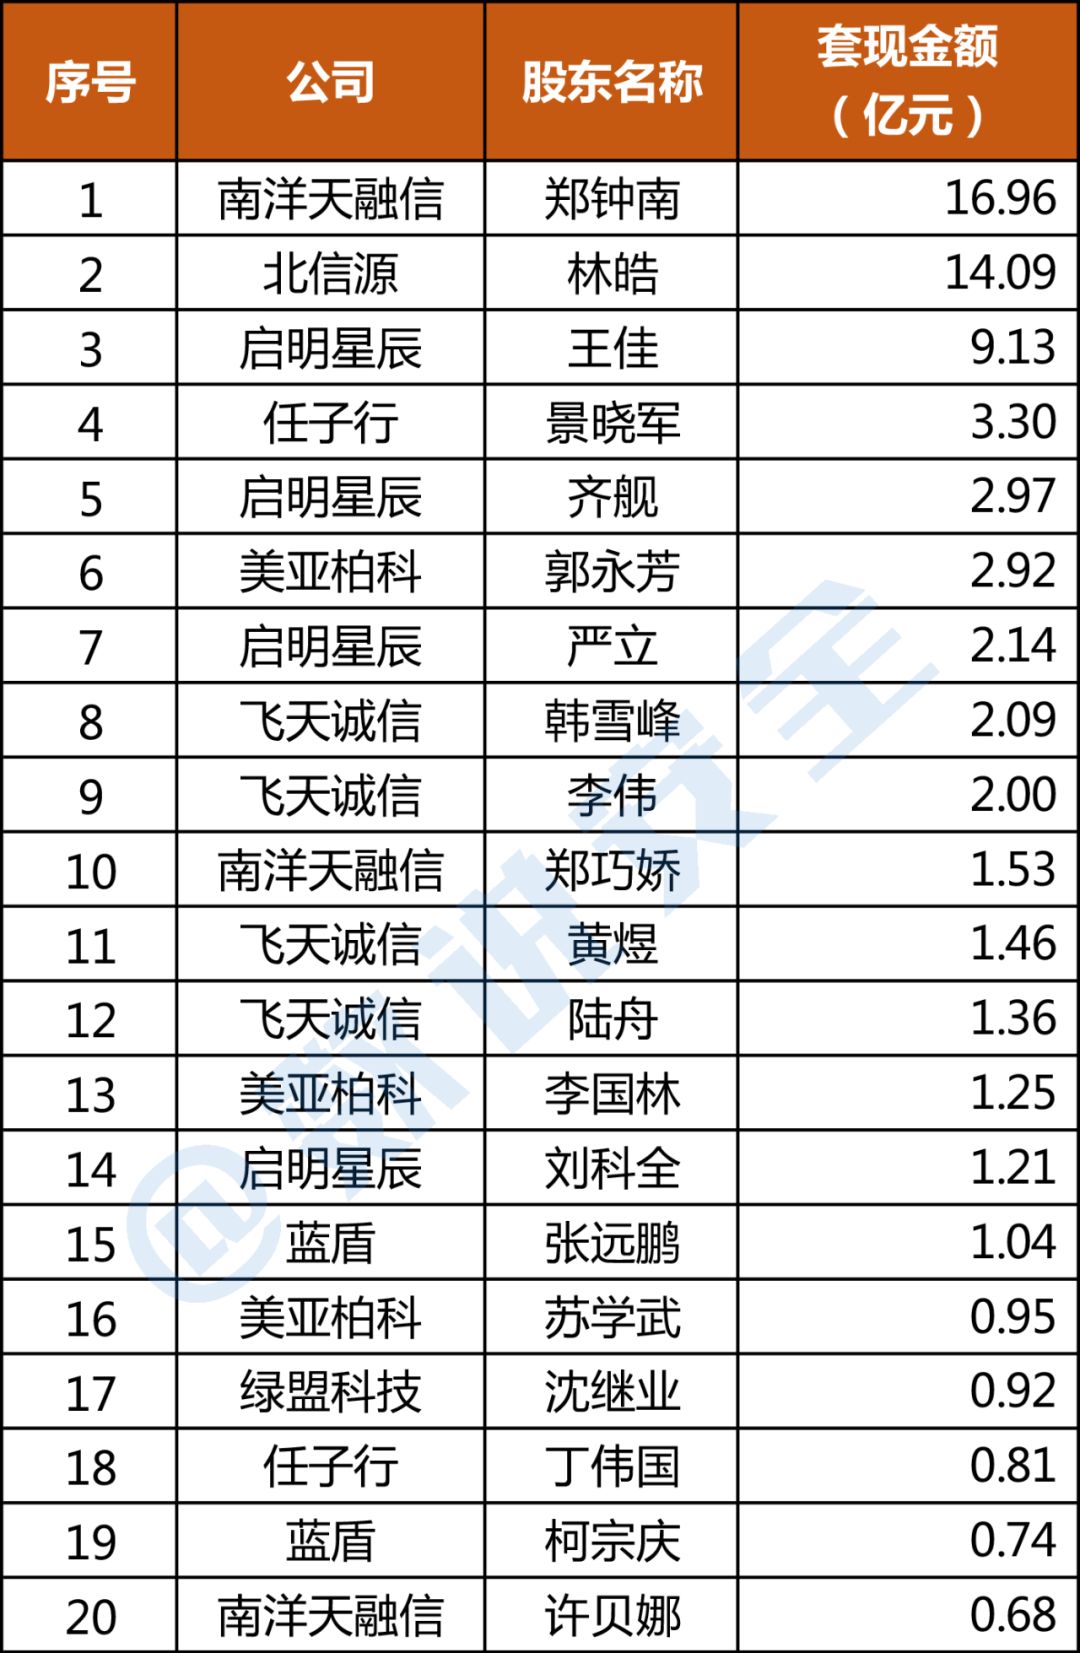 序号 公司 股东名称 套现金额
（亿元）
1 南洋天融信 郑钟南 16.96
2 北信源 林皓 14.09
3 启明星辰 王佳 9.13
4 任子行 景晓军 3.30
5 启明星辰 齐舰 2.97
6 美亚柏科 郭永芳 2.92
7 启明星辰 严立 2.14
8 飞天诚信 韩雪峰 2.09
9 飞天诚信 李伟 2.00
10 南洋天融信 郑巧娇 1.53
11 飞天诚信 黄煜 1.46
12 飞天诚信 陆舟 1.36
13 美亚柏科 李国林 1.25
14 启明星辰 刘科全 1.21
15 蓝盾 张远鹏 1.04
16 美亚柏科 苏学武 0.95
17 绿盟科技 沈继业 0.92
18 任子行 丁伟国 0.81
19 蓝盾 柯宗庆 0.74
20 南洋天融信 许贝娜 0.68
@数说安全